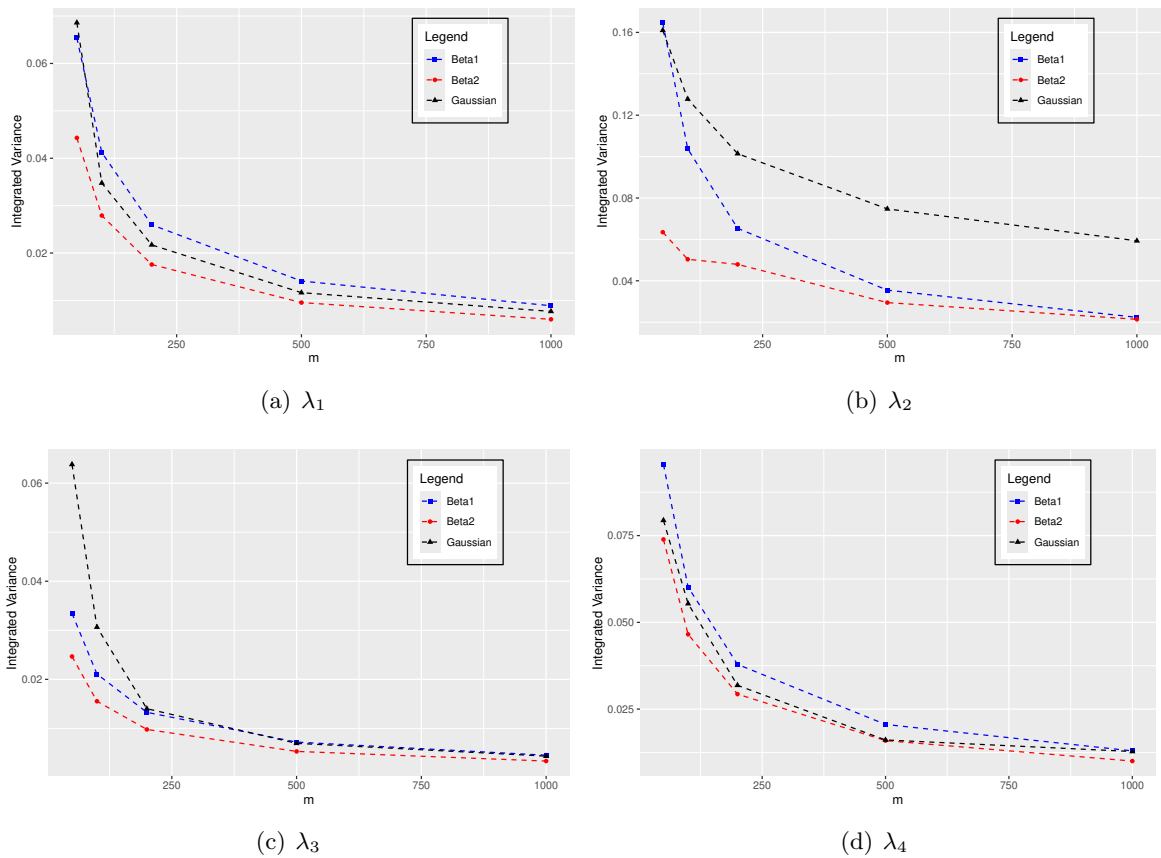 Integrated Variance
0.06
0.04
0.02
Legend
Beta1
Beta2
Gaussian
250
500
750
1000
m
(a) λ1
Integrated Variance
0.16
0.12
0.08
0.04
Legend
Beta1
Beta2
Gaussian
250
500
750
1000
m
(b) λ2
Integrated Variance
0.06
0.04
0.02
Legend
Beta1
Beta2
Gaussian
250
500
750
1000
m
(c) λ3
Integrated Variance
0.075
0.050
0.025
Legend
Beta1
Beta2
Gaussian
250
500
750
1000
m
(d) λ4